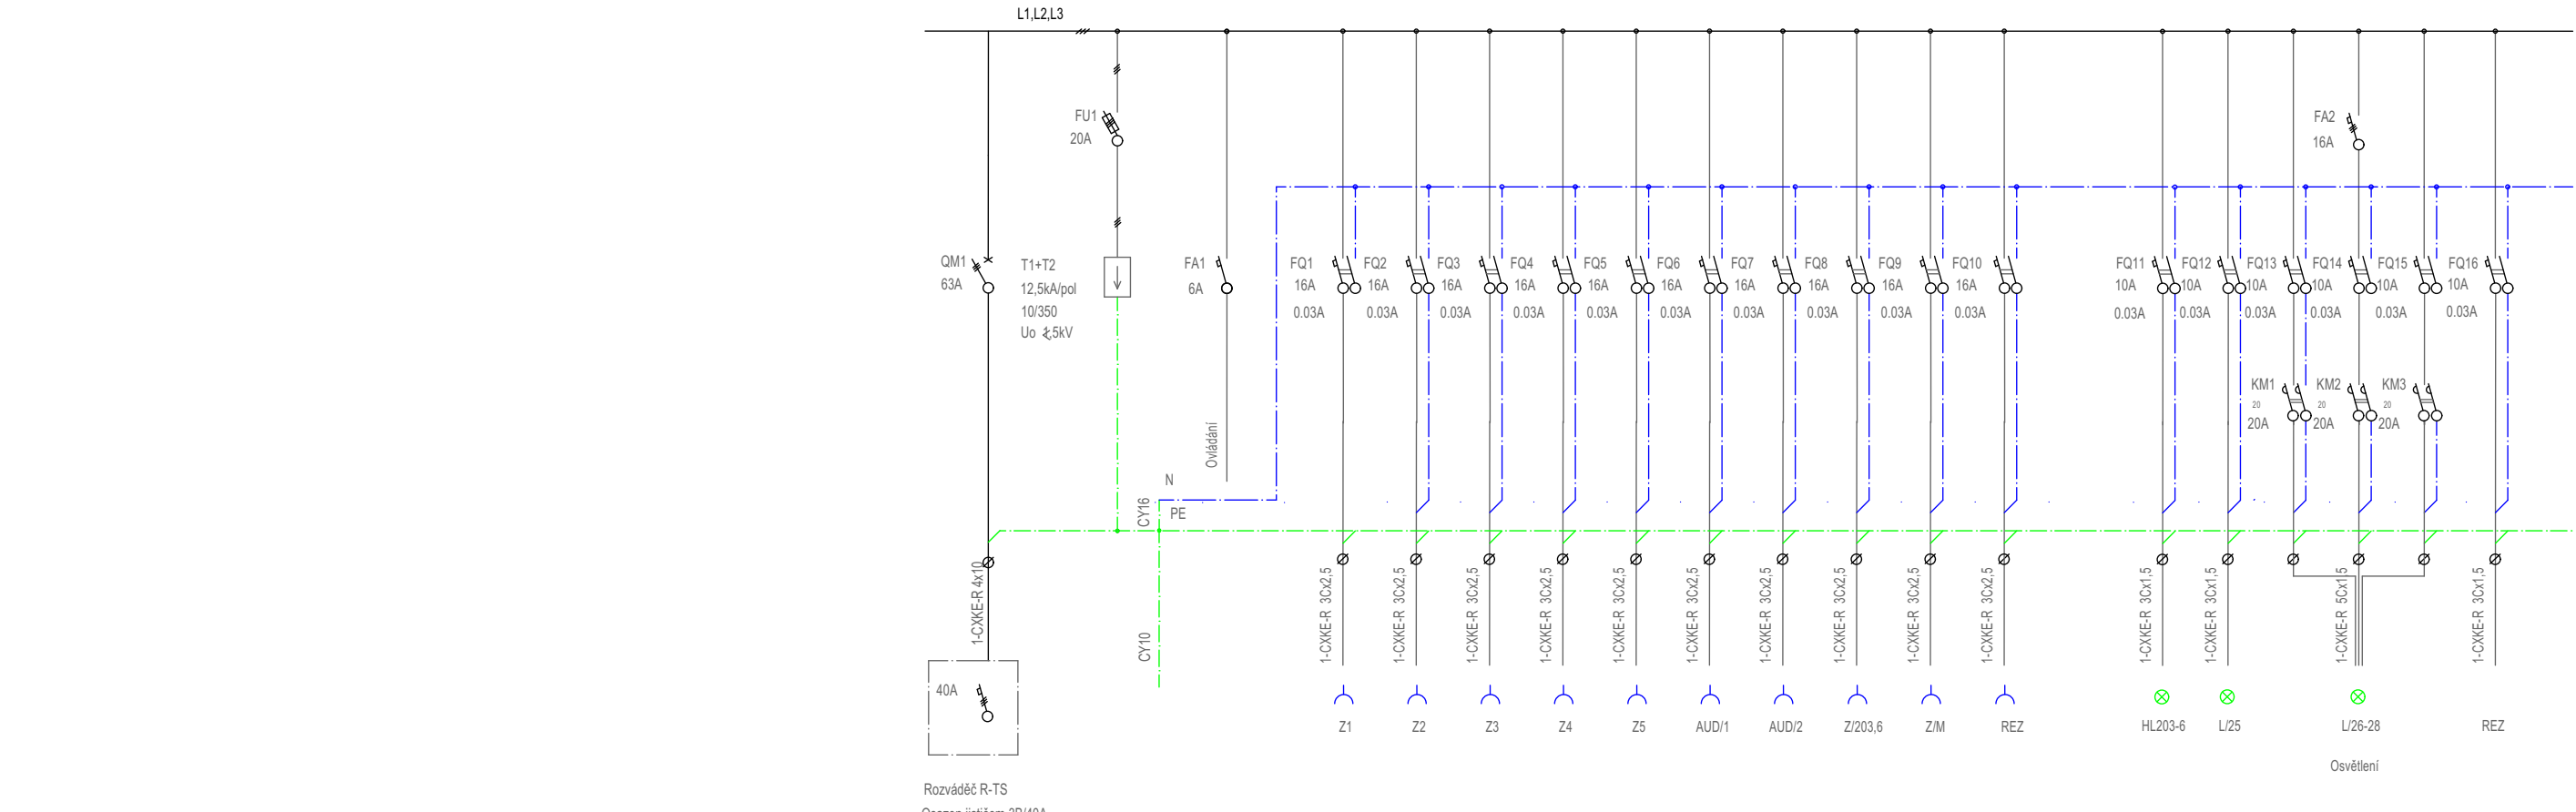 L1,L2,L3
FU1
20A
FA2
16A
QM1
63A
T1+T2
12,5kA/pol
10/350
Uo 5kV
FA1
6A
FQ1
16A
0.03A
FQ2
16A
0.03A
FQ3
16A
0.03A
FQ4
16A
0.03A
FQ5
16A
0.03A
FQ6
16A
0.03A
FQ7
16A
0.03A
FQ8
16A
0.03A
FQ9
16A
0.03A
FQ10
16A
0.03A
FQ11
10A
0.03A
FQ12
10A
0.03A
FQ13
10A
0.03A
FQ14
10A
0.03A
FQ15
10A
0.03A
FQ16
10A
0.03A
KM1
20
20A
KM2
20
20A
KM3
20
20A
Ovládání
N
PE
CY16
CY10
1-CXKE-R 4x10
1-CXKE-R 3Cx2,5
1-CXKE-R 3Cx2,5
1-CXKE-R 3Cx2,5
1-CXKE-R 3Cx2,5
1-CXKE-R 3Cx2,5
1-CXKE-R 3Cx2,5
1-CXKE-R 3Cx2,5
1-CXKE-R 3Cx2,5
1-CXKE-R 3Cx2,5
1-CXKE-R 3Cx2,5
1-CXKE-R 3Cx1,5
1-CXKE-R 3Cx1,5
1-CXKE-R 5Cx1,5
1-CXKE-R 3Cx1,5
40A
Z1
Z2
Z3
Z4
Z5
AUD/1
AUD/2
Z/203,6
Z/M
REZ
HL203-6
L/25
L/26-28
REZ
Osvětlení
Rozváděč R-TS